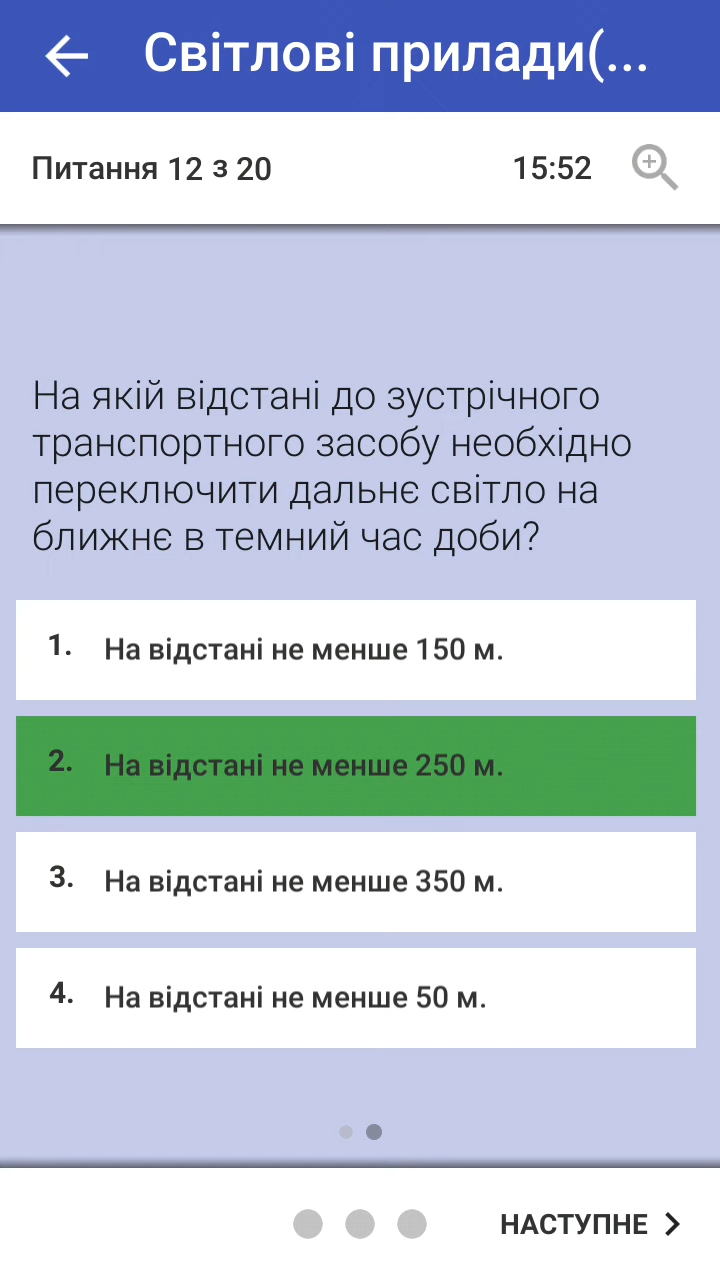 Світлові прилади(...
Питання 12 з 20 15:52
На якій відстані до зустрічного
транспортного засобу необхідно
переключити дальнє світло на
ближнє в темний час доби?
1. На відстані не менше 150 м.
2. На відстані не менше 250 м.
3. На відстані не менше 350 м.
4. На відстані не менше 50 м.
НАСТУПНЕ